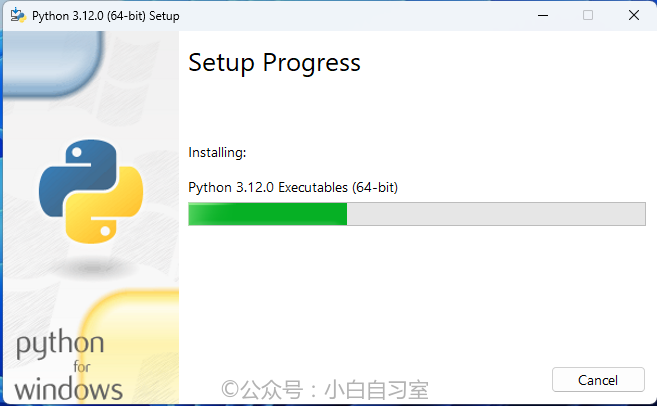 Python 3.12.0 (64-bit) Setup
Setup Progress
Installing:
Python 3.12.0 Executables (64-bit)
python
for
windows
©公众号：小白自习室
Cancel